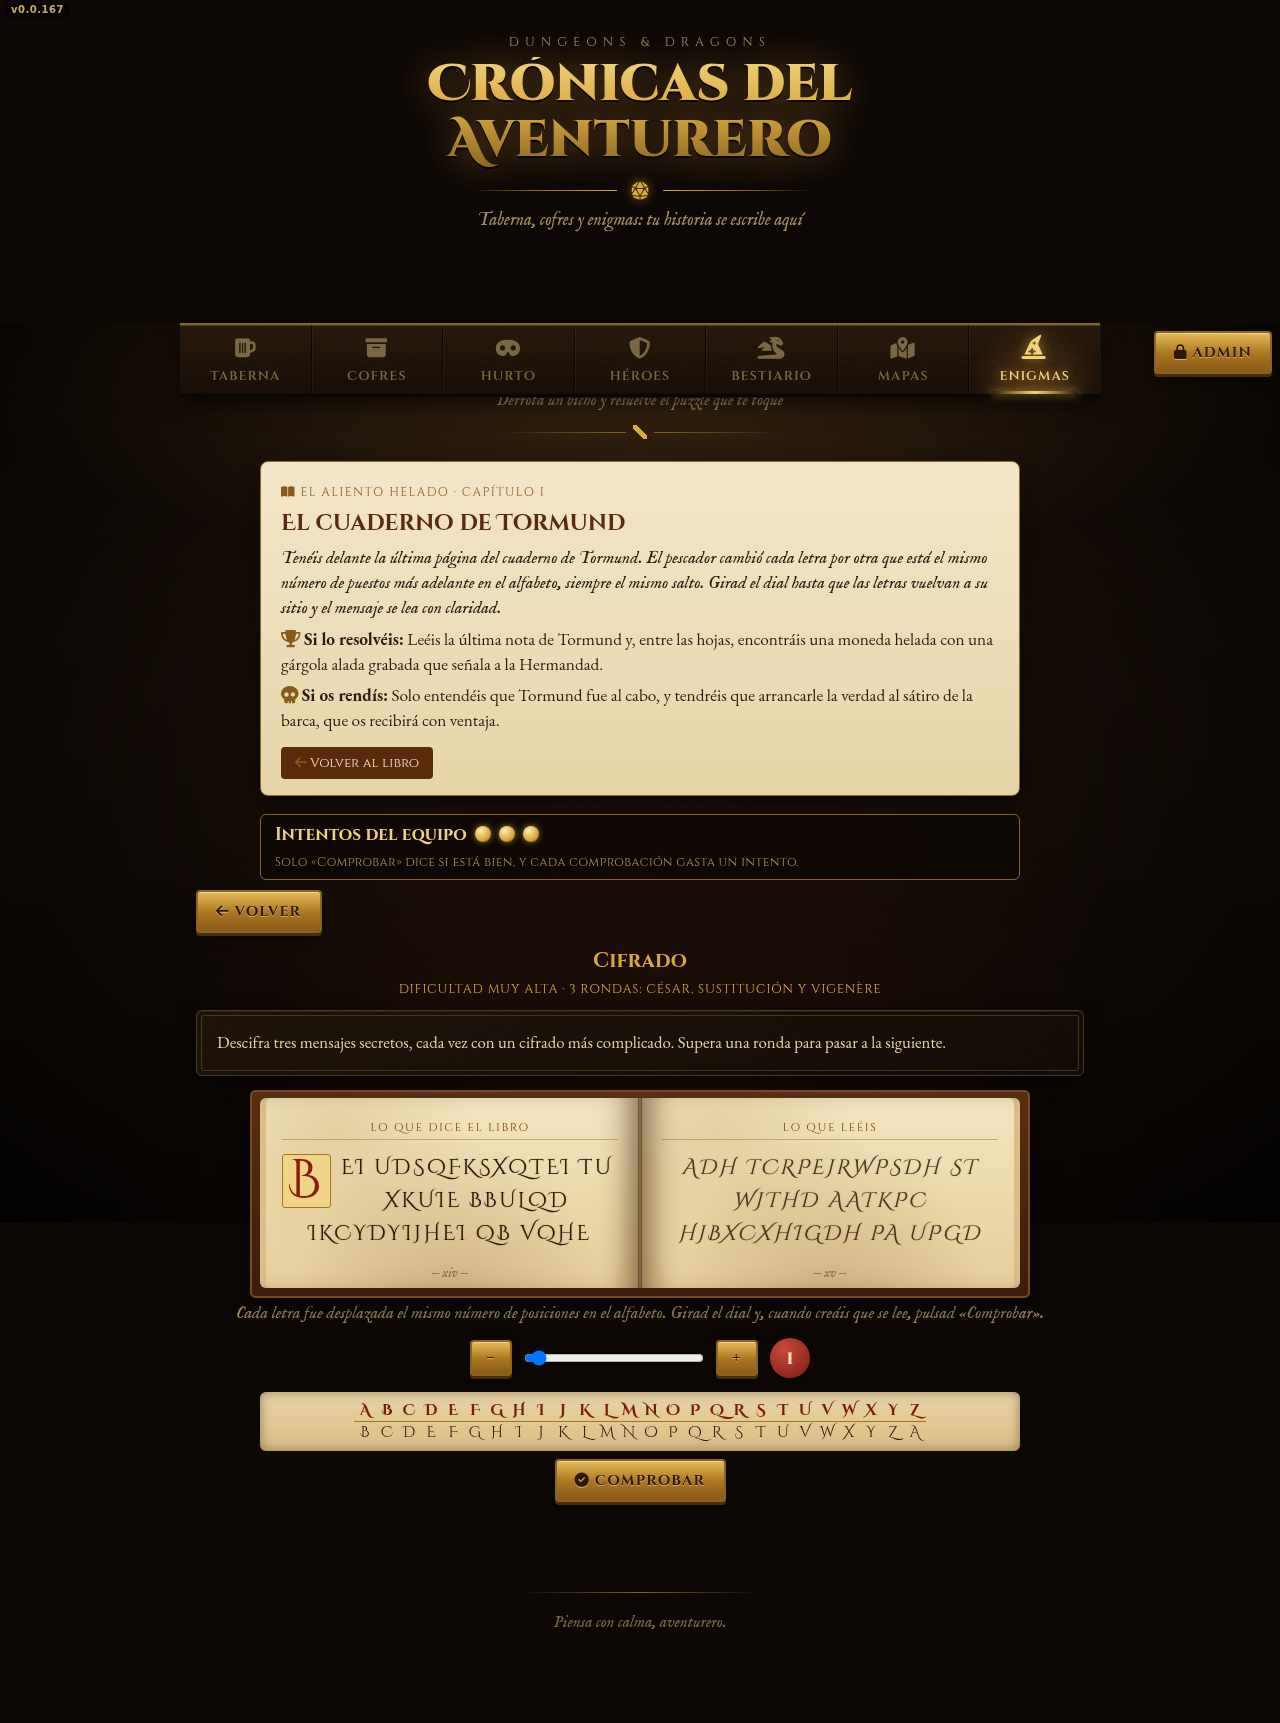 v0.0.167
DUNGEONS & DRAGONS
CRÓNICAS DEL
AVENTURERO
Taberna, cofres y enigmas: tu historia se escribe aquí
TABERNA
COFRES
HURTO
HÉROES
BESTIARIO
MAPAS
ENIGMAS
ADMIN
Derrota un bicho y resuelve el puzzle que te toque
EL ALIENTO HELADO · CAPÍTULO I
EL CUADERNO DE TORMUND
Tenéis delante la última página del cuaderno de Tormund. El pescador cambió cada letra por otra que está el mismo
número de puestos más adelante en el alfabeto, siempre el mismo salto. Girad el dial hasta que las letras vuelvan a su
sitio y el mensaje se lea con claridad.
Si lo resolvéis: Leéis la última nota de Tormund y, entre las hojas, encontráis una moneda helada con una
gárgola alada grabada que señala a la Hermandad.
Si os rendís: Solo entendéis que Tormund fue al cabo, y tendréis que arrancarle la verdad al sátiro de la
barca, que os recibirá con ventaja.
← VOLVER AL LIBRO
INTENTOS DEL EQUIPO
SOLO «COMPROBAR» DICE SI ESTÁ BIEN, Y CADA COMPROBACIÓN GASTA UN INTENTO.
← VOLVER
CIFRADO
DIFICULTAD MUY ALTA · 3 RONDAS: CÉSAR, SUSTITUCIÓN Y VIGENÈRE
Descifra tres mensajes secretos, cada vez con un cifrado más complicado. Supera una ronda para pasar a la siguiente.
LO QUE DICE EL LIBRO
BEI UDSQFKSXQTEI TU
XKUIE BBULQD
IKCYDYIJHEI QB VQHE
– xiv –
LO QUE LEÉIS
ADH TCRPEJRWPSDH ST
WJTHD AATKPC
HJBXCXHIGDH PA UPGD
– xv –
Cada letra fue desplazada el mismo número de posiciones en el alfabeto. Girad el dial y, cuando creáis que se lee, pulsad «Comprobar».
−
+
1
A B C D E F G H I J K L M N O P Q R S T U V W X Y Z
B C D E F G H I J K L M N O P Q R S T U V W X Y Z A
COMPROBAR
Piensa con calma, aventurero.